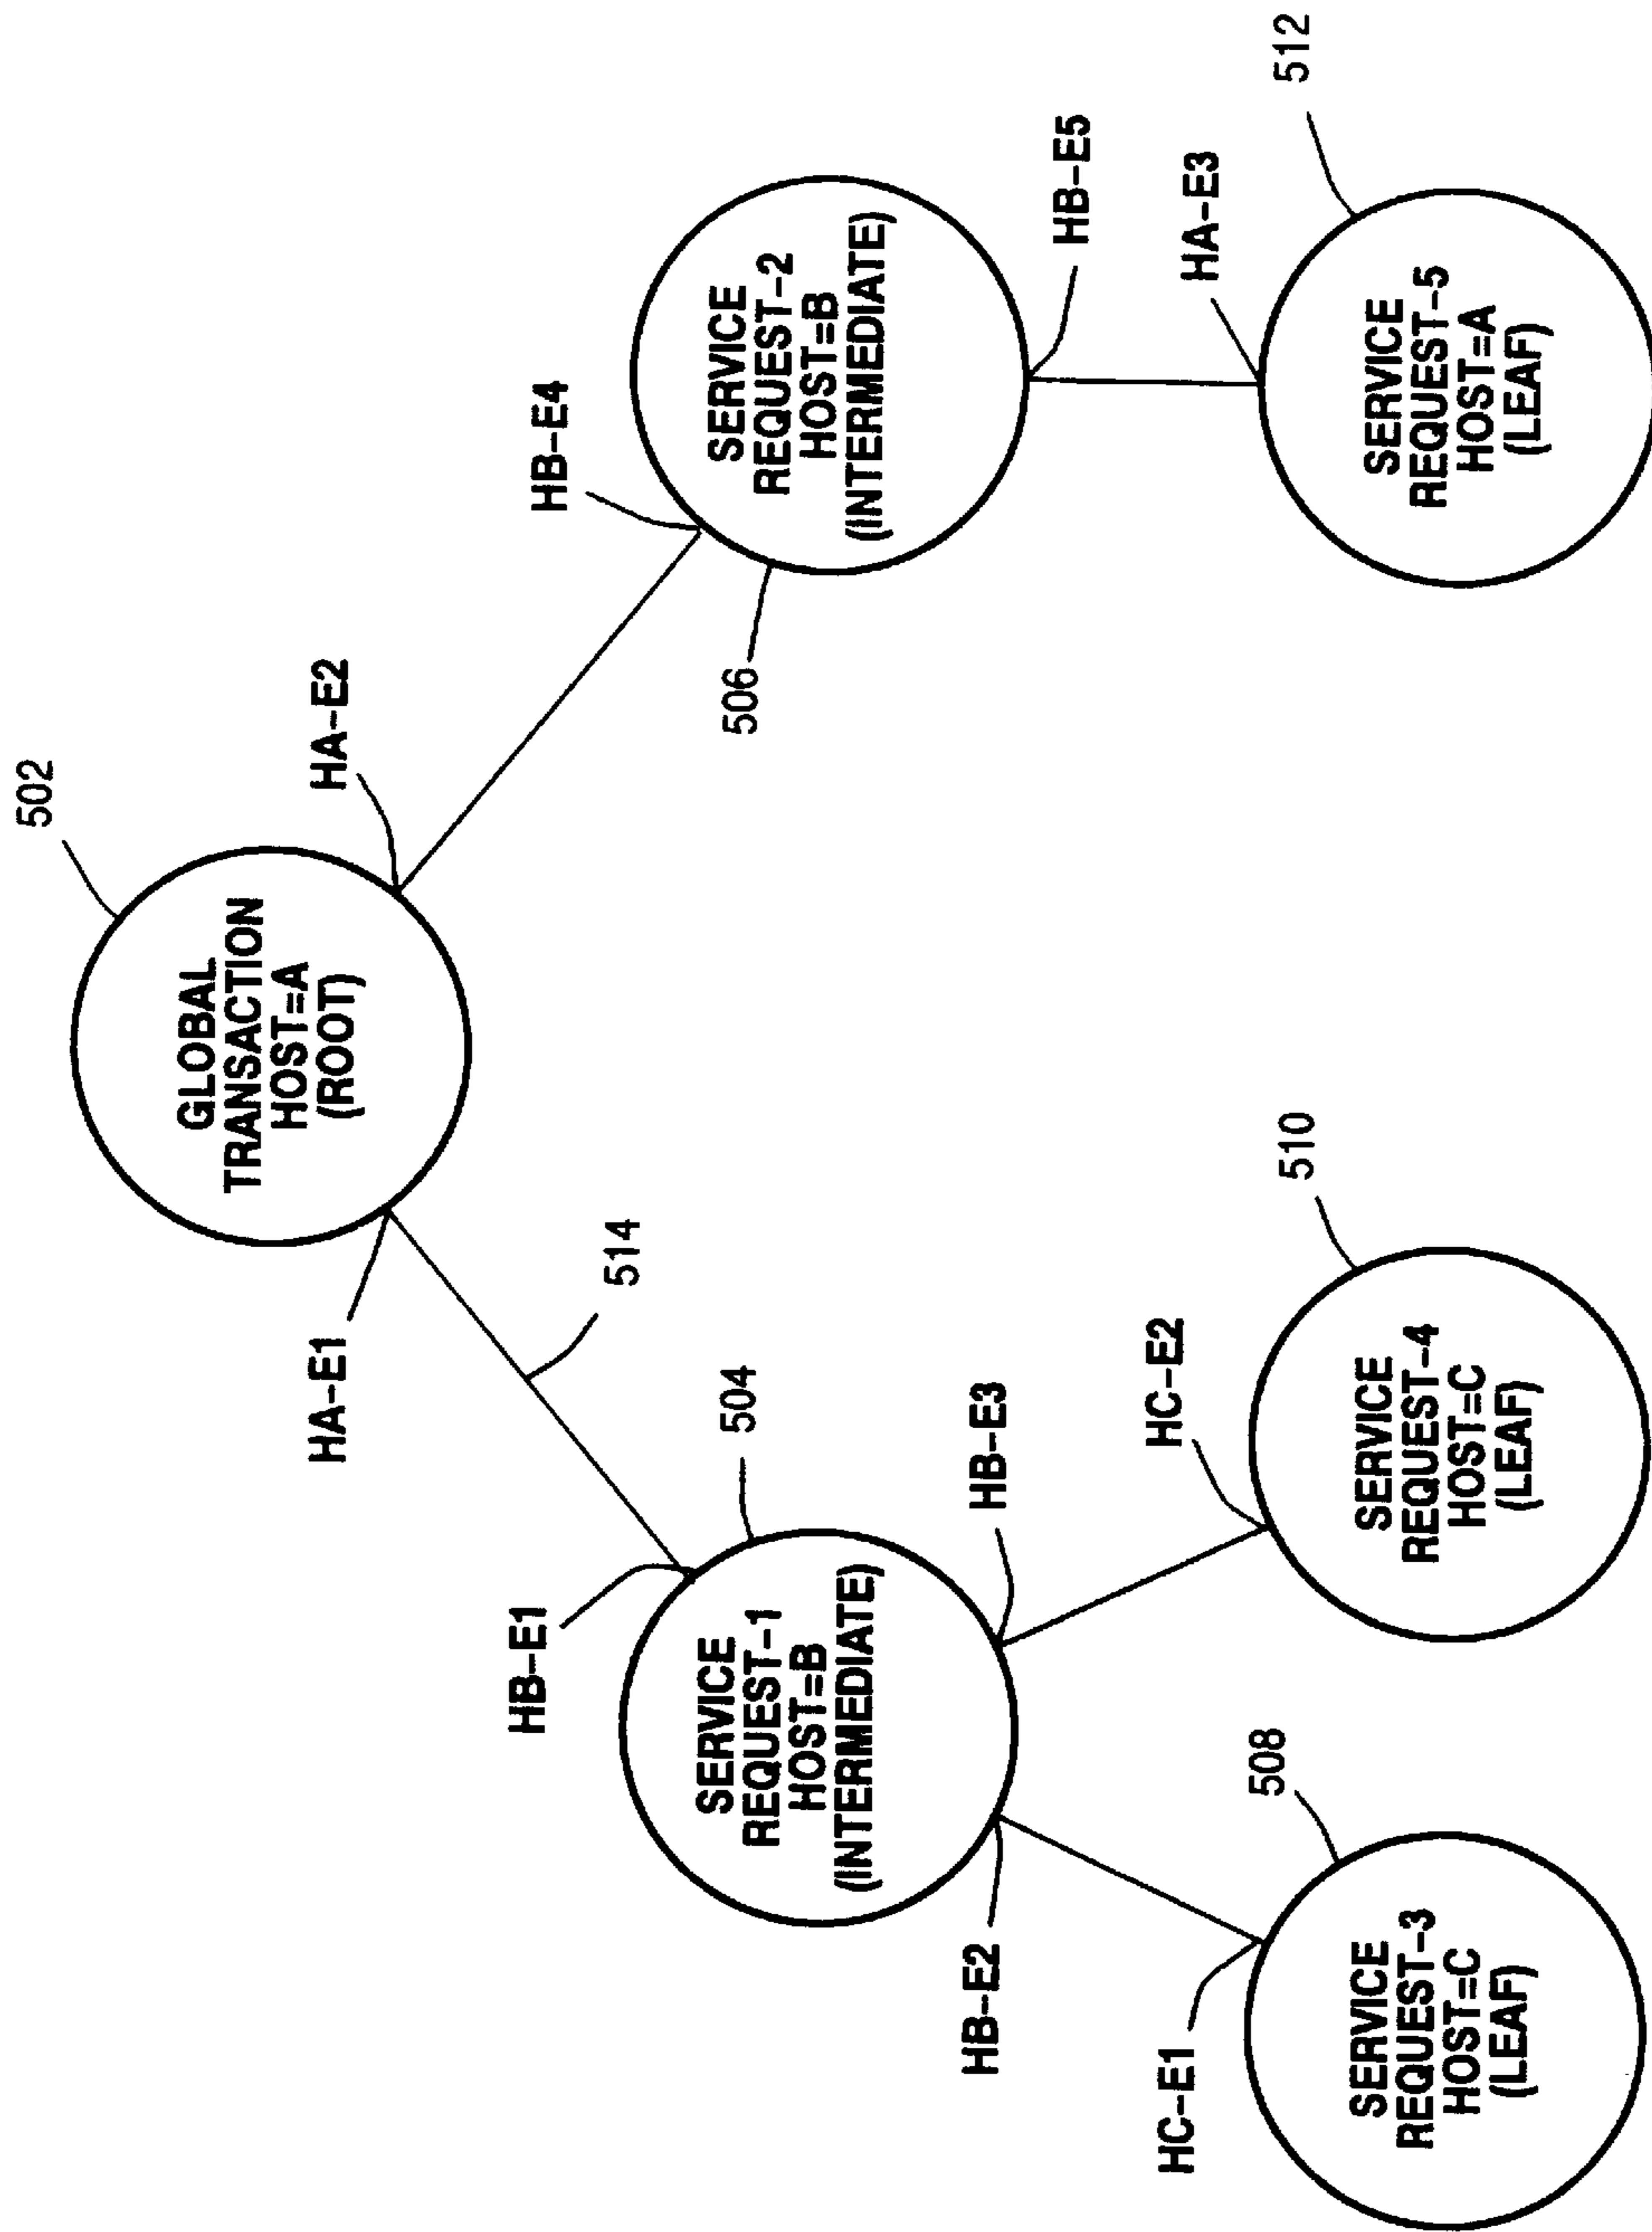 502
GLOBAL
TRANSACTION
HOST=A
(ROOT)
HA-E1
HA-E2
514
HB-E1
504
SERVICE
REQUEST-1
HOST=B
(INTERMEDIATE)
HB-E4
506
SERVICE
REQUEST-2
HOST=B
(INTERMEDIATE)
HB-E2
HB-E3
HB-E5
HC-E1
508
SERVICE
REQUEST-3
HOST=C
(LEAF)
HC-E2
510
SERVICE
REQUEST-4
HOST=C
(LEAF)
HA-E3
512
SERVICE
REQUEST-5
HOST=A
(LEAF)